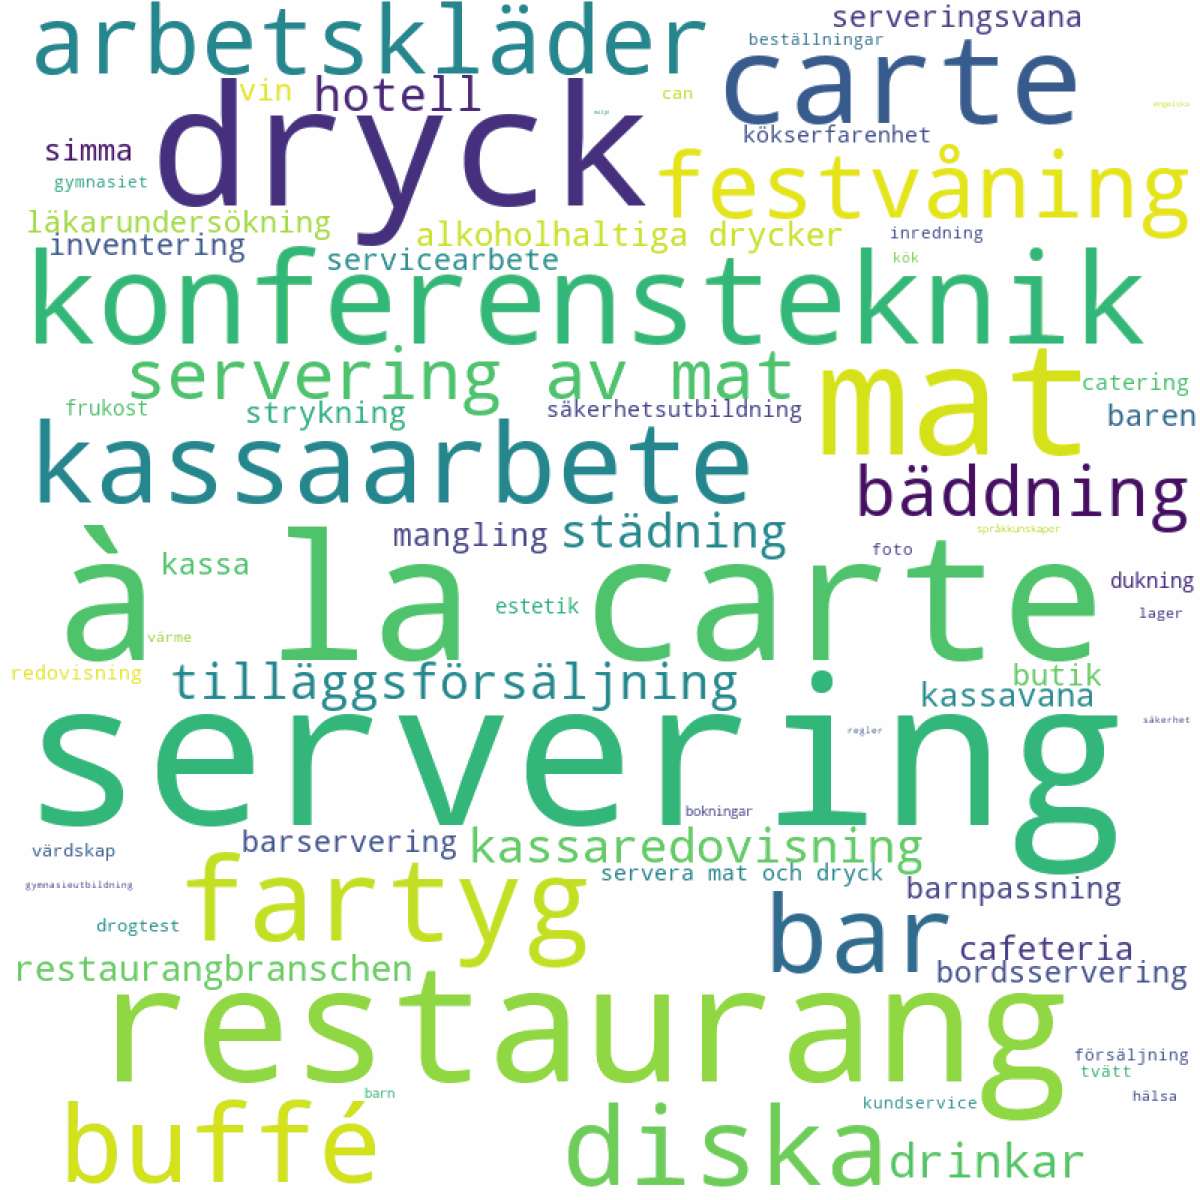 arbetskläder
serveringsvana
beställningar
carte
vin
hotell
can
engelska
dryck
miljö
kökserfarenhet
simma
gymnasiet
festvåning
läkarundersökning
alkoholhaltiga drycker
inredning
inventering
servicearbete
kök
konferensteknik
servering av mat
mat
catering
frukost
strykning
säkerhetsutbildning
baren
kassaarbete
bäddning
mangling
städning
språkkunskaper
foto
kassa
à la carte
dukning
estetik
lager
värme
redovisning
tilläggsförsäljning
butik
kassavana
säkerhet
regler
servering
bokningar
barservering
kassaredovisning
värdskap
servera mat och dryck
gymnasieutbildning
fartyg
barnpassning
drogtest
bar
cafeteria
restaurangbranschen
bordsservering
restaurang
försäljning
tvätt
barn
hälsa
kundservice
buffé
diska
drinkar